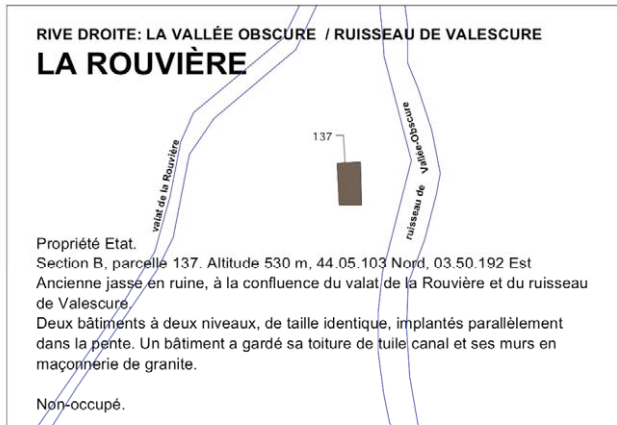 RIVE DROITE: LA VALLÉE OBSCURE / RUISSEAU DE VALESCURE
LA ROUVIÈRE
137
valat de la Rouvière
ruisseau de Vallée-Obscure
Propriété Etat.
Section B, parcelle 137. Altitude 530 m, 44.05.103 Nord, 03.50.192 Est
Ancienne jasse en ruine, à la confluence du valat de la Rouvière et du ruisseau
de Valescure.
Deux bâtiments à deux niveaux, de taille identique, implantés parallèlement
dans la pente. Un bâtiment a gardé sa toiture de tuile canal et ses murs en
maçonnerie de granite.
Non-occupé.